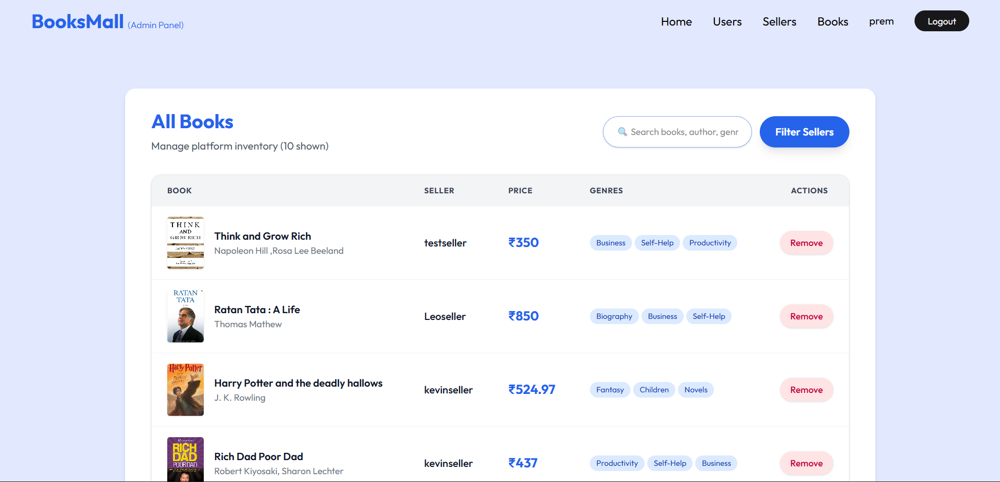 BooksMall (Admin Panel)
Home Users Sellers Books prem Logout
All Books
Manage platform inventory (10 shown)
🔍 Search books, author, genr
Filter Sellers
BOOK SELLER PRICE GENRES ACTIONS
THINK
AND
GROW RICH
Think and Grow Rich
Napoleon Hill ,Rosa Lee Beeland
testseller
₹350
Business Self-Help Productivity
Remove
RATAN
TATA
Ratan Tata : A Life
Thomas Mathew
Leoseller
₹850
Biography Business Self-Help
Remove
Harry Potter
Harry Potter and the deadly hallows
J. K. Rowling
kevinseller
₹524.97
Fantasy Children Novels
Remove
RICH
DAD
POOR DAD
Rich Dad Poor Dad
Robert Kiyosaki, Sharon Lechter
kevinseller
₹437
Productivity Self-Help Business
Remove